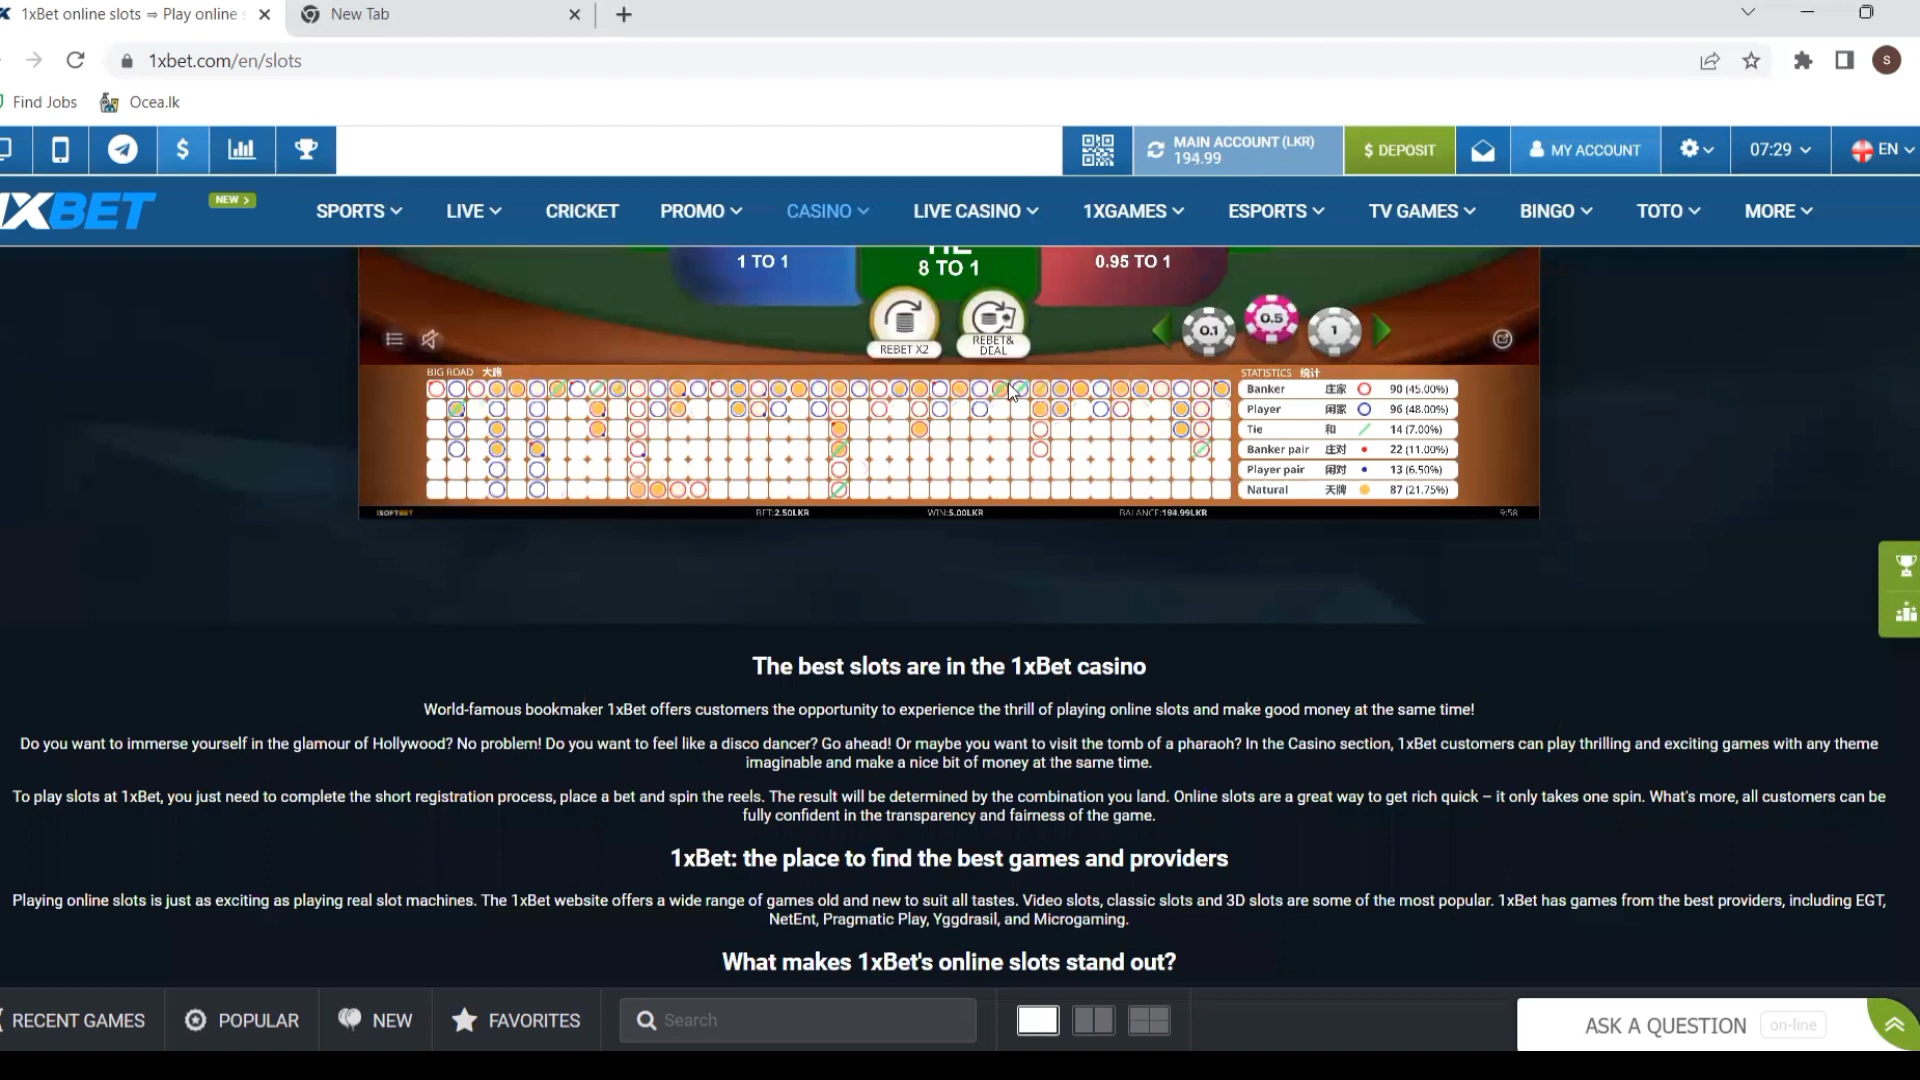 1xBet online slots ⇒ Play online s
New Tab
1xbet.com/en/slots
S
Find Jobs
Ocea.lk
MAIN ACCOUNT (LKR)
194.99
$ DEPOSIT
MY ACCOUNT
07:29
EN
1XBET
NEW >
SPORTS
LIVE
CRICKET
PROMO
CASINO
LIVE CASINO
1XGAMES
ESPORTS
TV GAMES
BINGO
TOTO
MORE
1 TO 1
8 TO 1
0.95 TO 1
REBET X2
REBET&
DEAL
0.1
0.5
1
BIG ROAD 大路
STATISTICS 统计
Banker 庄家 90 (45.00%)
Player 闲家 96 (48.00%)
Tie 和 14 (7.00%)
Banker pair 庄对 22 (11.00%)
Player pair 闲对 13 (6.50%)
Natural 天牌 87 (21.75%)
ISOFTBET
BET:2.50LKR
WIN:5.00LKR
BALANCE:194.99LKR
9:58
The best slots are in the 1xBet casino
World-famous bookmaker 1xBet offers customers the opportunity to experience the thrill of playing online slots and make good money at the same time!
Do you want to immerse yourself in the glamour of Hollywood? No problem! Do you want to feel like a disco dancer? Go ahead! Or maybe you want to visit the tomb of a pharaoh? In the Casino section, 1xBet customers can play thrilling and exciting games with any theme
imaginable and make a nice bit of money at the same time.
To play slots at 1xBet, you just need to complete the short registration process, place a bet and spin the reels. The result will be determined by the combination you land. Online slots are a great way to get rich quick – it only takes one spin. What's more, all customers can be
fully confident in the transparency and fairness of the game.
1xBet: the place to find the best games and providers
Playing online slots is just as exciting as playing real slot machines. The 1xBet website offers a wide range of games old and new to suit all tastes. Video slots, classic slots and 3D slots are some of the most popular. 1xBet has games from the best providers, including EGT,
NetEnt, Pragmatic Play, Yggdrasil, and Microgaming.
What makes 1xBet's online slots stand out?
RECENT GAMES
POPULAR
NEW
FAVORITES
Search
ASK A QUESTION
on-line